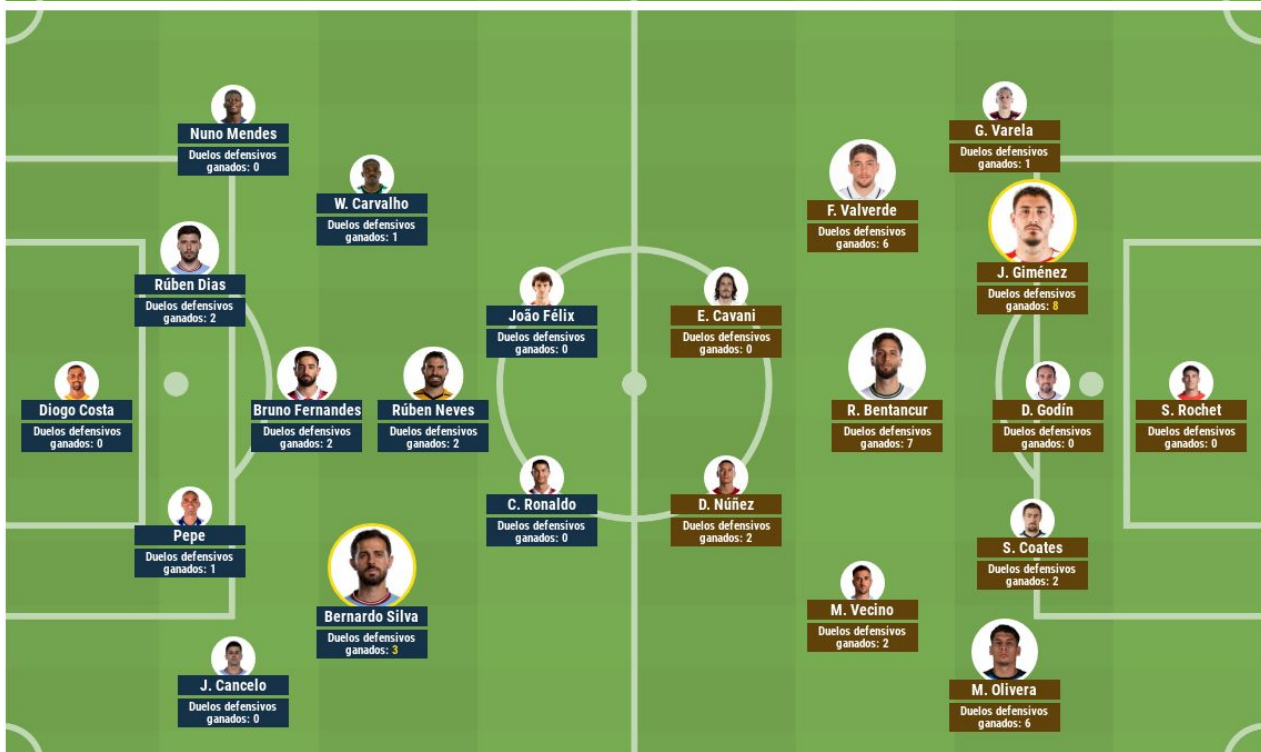 Nuno Mendes
Duelos defensivos
ganados: 0
W. Carvalho
Duelos defensivos
ganados: 1
Rúben Dias
Duelos defensivos
ganados: 2
João Félix
Duelos defensivos
ganados: 0
Diogo Costa
Duelos defensivos
ganados: 0
Bruno Fernandes
Duelos defensivos
ganados: 2
Rúben Neves
Duelos defensivos
ganados: 2
C. Ronaldo
Duelos defensivos
ganados: 0
Pepe
Duelos defensivos
ganados: 1
Bernardo Silva
Duelos defensivos
ganados: 3
J. Cancelo
Duelos defensivos
ganados: 0
G. Varela
Duelos defensivos
ganados: 1
F. Valverde
Duelos defensivos
ganados: 6
J. Giménez
Duelos defensivos
ganados: 8
E. Cavani
Duelos defensivos
ganados: 0
R. Bentancur
Duelos defensivos
ganados: 7
D. Godín
Duelos defensivos
ganados: 0
S. Rochet
Duelos defensivos
ganados: 0
D. Núñez
Duelos defensivos
ganados: 2
S. Coates
Duelos defensivos
ganados: 2
M. Vecino
Duelos defensivos
ganados: 2
M. Olivera
Duelos defensivos
ganados: 6